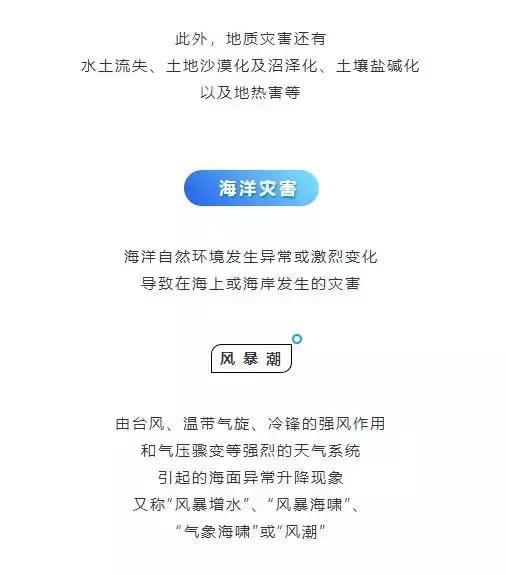 此外，地质灾害还有
水土流失、土地沙漠化及沼泽化、土壤盐碱化
以及地热害等
海洋灾害
海洋自然环境发生异常或激烈变化
导致在海上或海岸发生的灾害
风暴潮
由台风、温带气旋、冷锋的强风作用
和气压骤变等强烈的天气系统
引起的海面异常升降现象
又称“风暴增水”、“风暴海啸”、
“气象海啸”或“风潮”